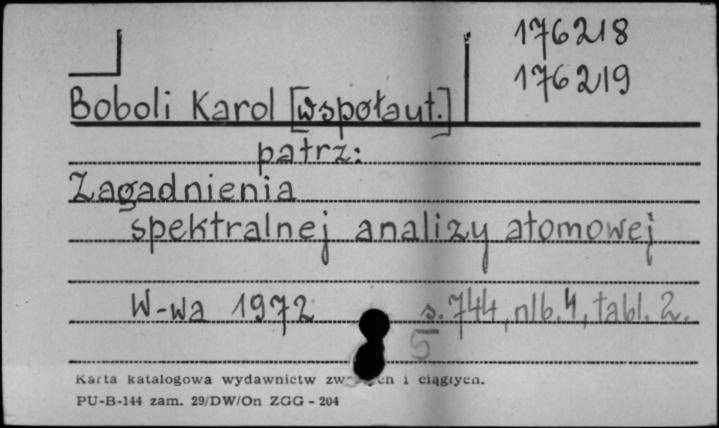 176218
176219
Boboli Karol [współaut.]
patrz:
Zagadnienia
spektralnej analizy atomowej
W-wa 1972 s. 744, nlb. 4, tabl. 2.
5
Karta katalogowa wydawnictw i ciągłych.
PU-B-144 zam. 29/DW/On ZGG - 204